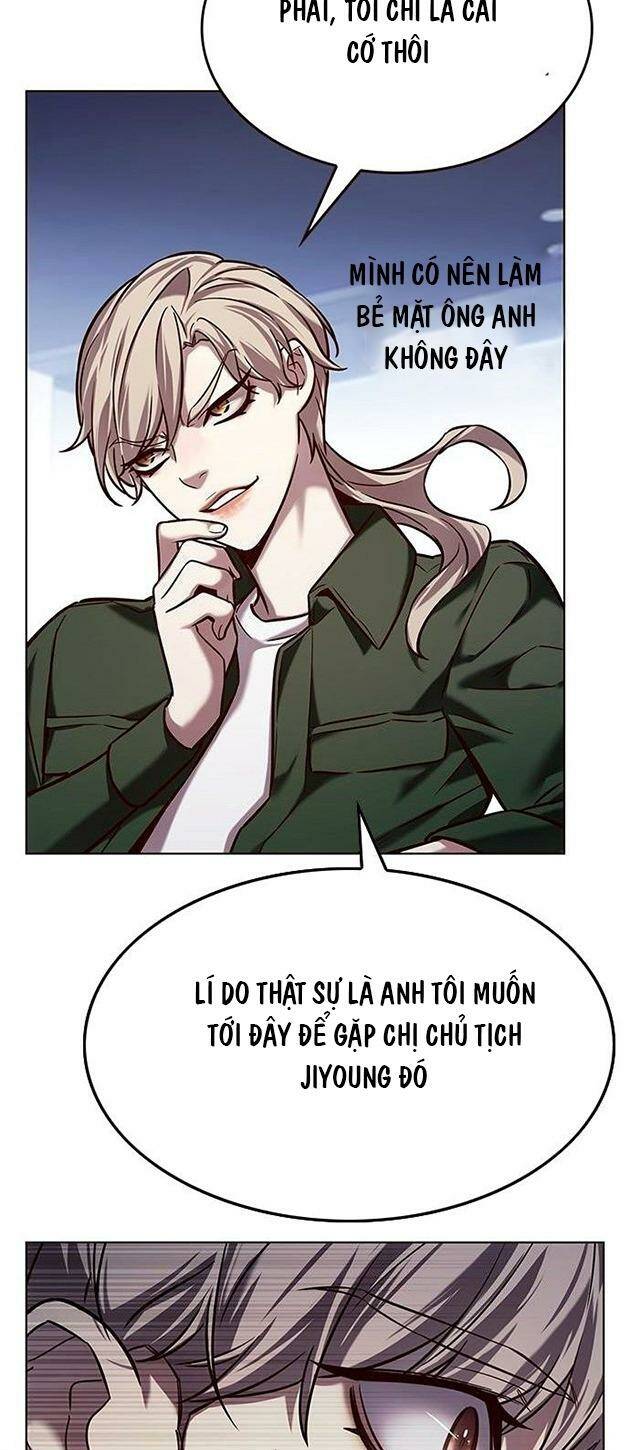 PHẢI, TÔI CHỈ LÀ CÁI
CỚ THÔI
MÌNH CÓ NÊN LÀM
BẺ MẶT ÔNG ANH
KHÔNG ĐÂY
LÍ DO THẬT SỰ LÀ ANH TÔI MUỐN
TỚI ĐÂY ĐỂ GẶP CHỊ CHỦ TỊCH
JIYOUNG ĐÓ